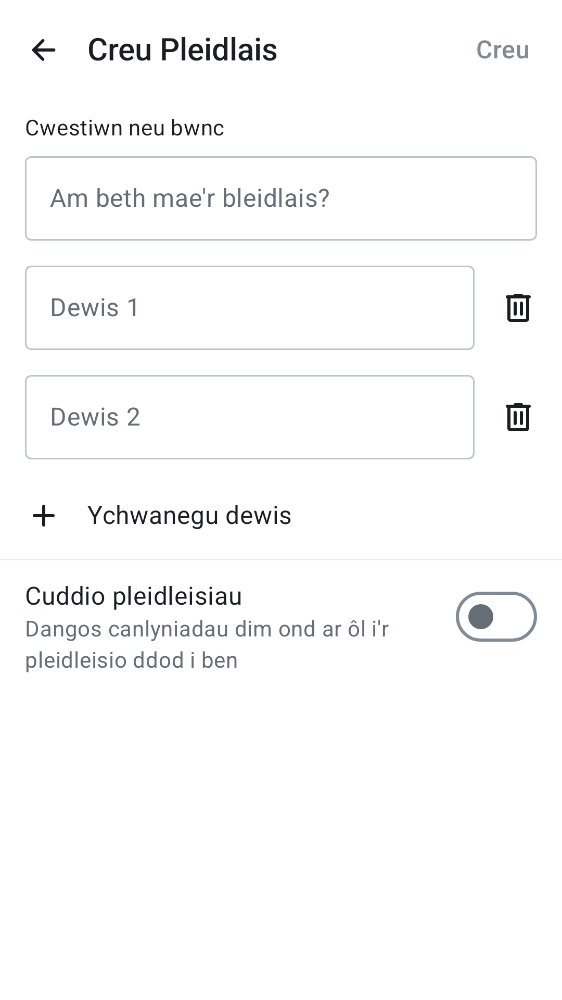 Creu Pleidlais
Creu
Cwestiwn neu bwnc
Am beth mae'r bleidlais?
Dewis 1
Dewis 2
Ychwanegu dewis
Cuddio pleidleisiau
Dangos canlyniadau dim ond ar ôl i'r
pleidleisio ddod i ben